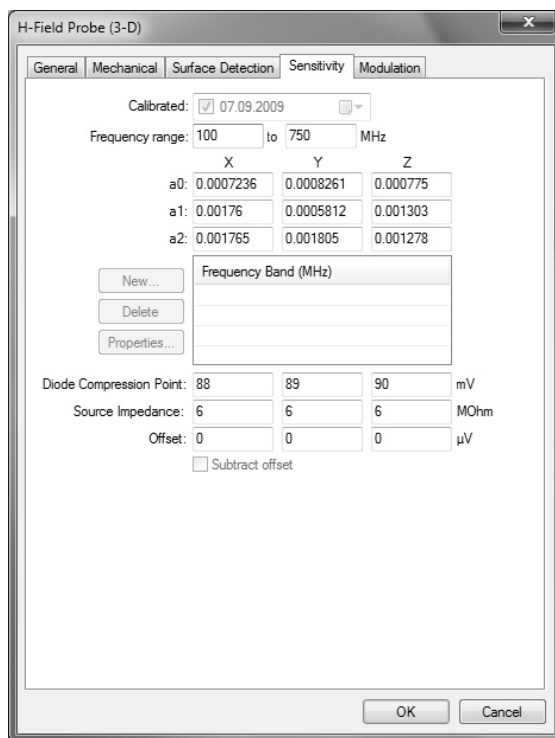 H-Field Probe (3-D)
General Mechanical Surface Detection Sensitivity Modulation
Calibrated: 07.09.2009
Frequency range: 100 to 750 MHz
X Y Z
a0: 0.0007236 0.0008261 0.000775
a1: 0.00176 0.0005812 0.001303
a2: 0.001765 0.001805 0.001278
Frequency Band (MHz)
New...
Delete
Properties...
Diode Compression Point: 88 89 90 mV
Source Impedance: 6 6 6 MOhm
Offset: 0 0 0 µV
Subtract offset
OK Cancel